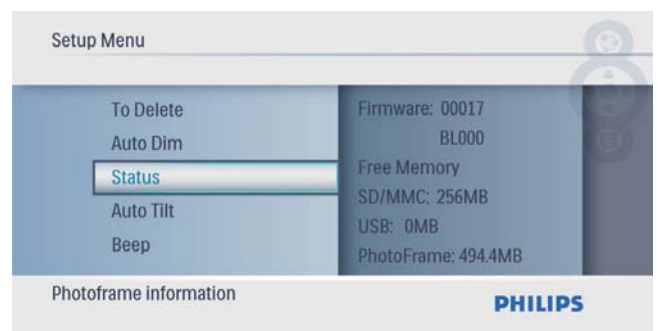 Setup Menu
To Delete
Auto Dim
Status
Auto Tilt
Beep
Firmware: 00017
BL000
Free Memory
SD/MMC: 256MB
USB: 0MB
PhotoFrame: 494.4MB
Photoframe information
PHILIPS